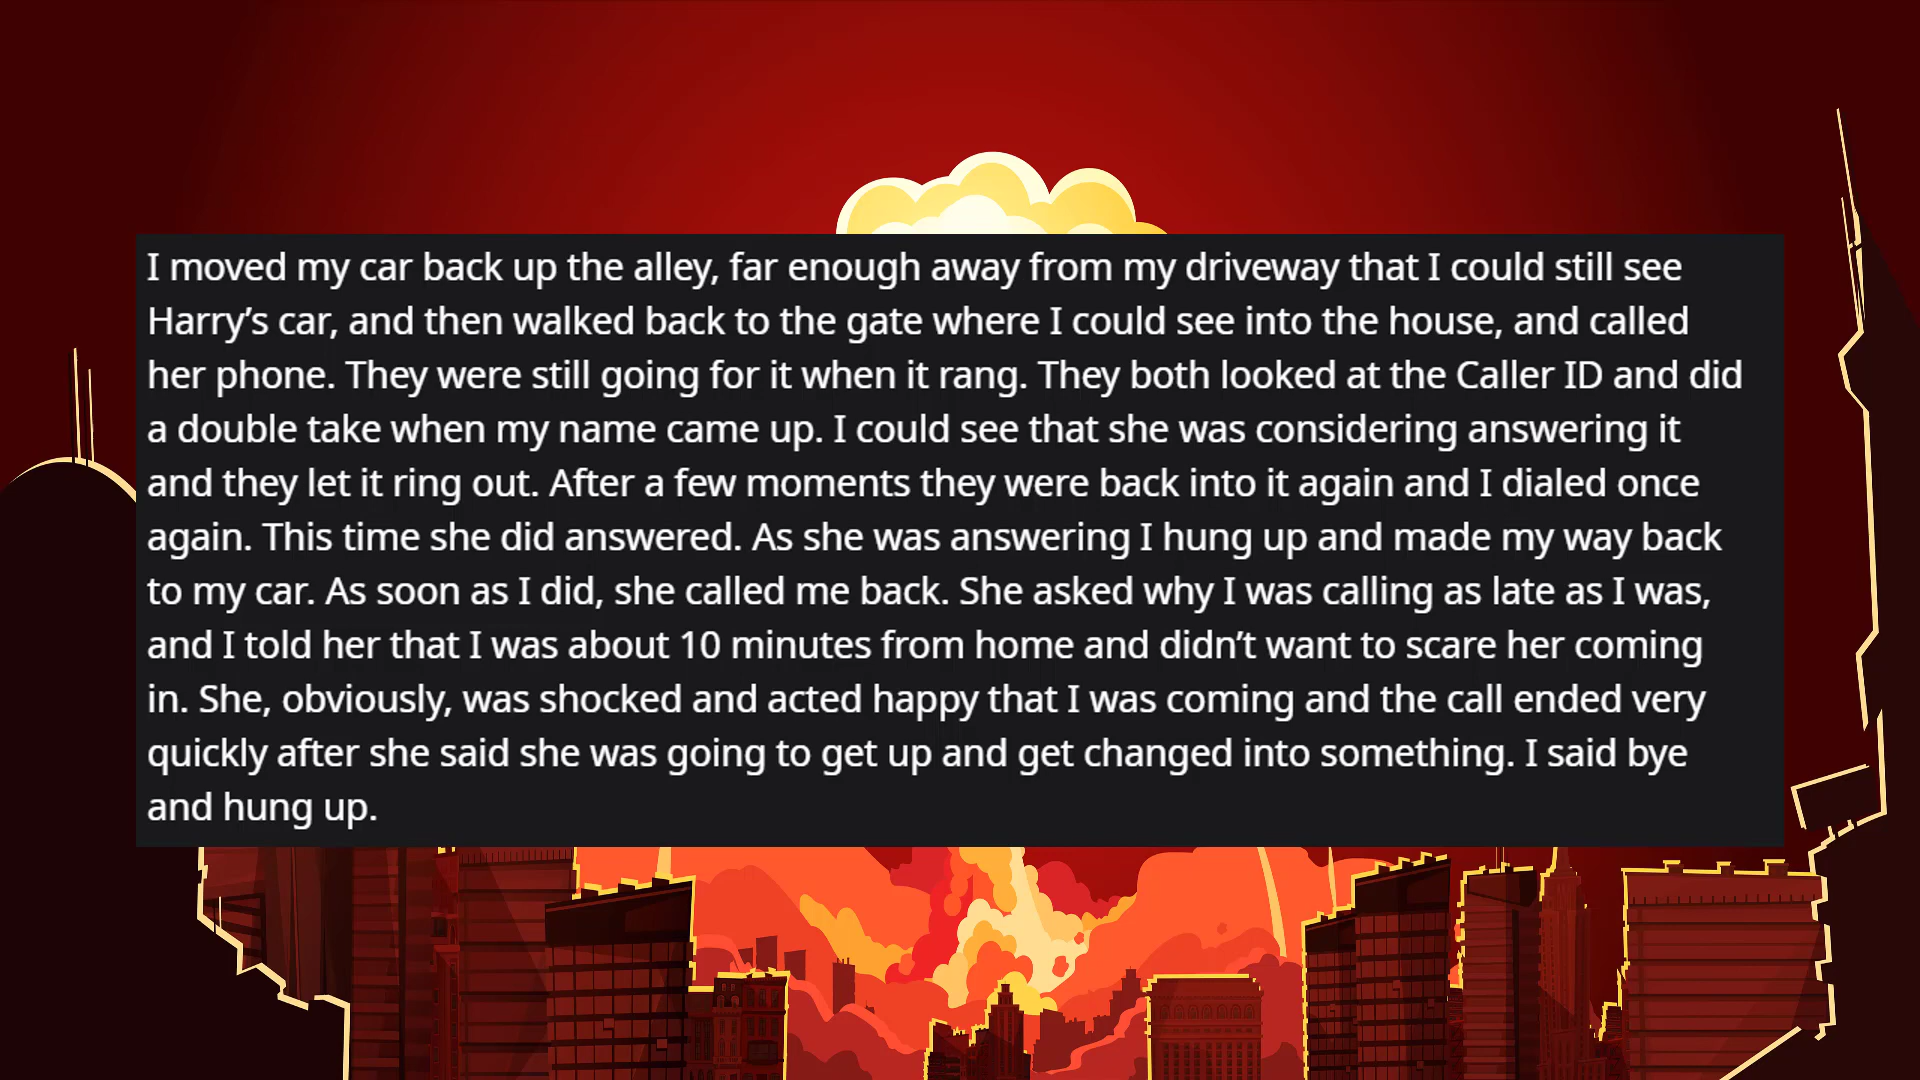 I moved my car back up the alley, far enough away from my driveway that I could still see
Harry’s car, and then walked back to the gate where I could see into the house, and called
her phone. They were still going for it when it rang. They both looked at the Caller ID and did
a double take when my name came up. I could see that she was considering answering it
and they let it ring out. After a few moments they were back into it again and I dialed once
again. This time she did answered. As she was answering I hung up and made my way back
to my car. As soon as I did, she called me back. She asked why I was calling as late as I was,
and I told her that I was about 10 minutes from home and didn’t want to scare her coming
in. She, obviously, was shocked and acted happy that I was coming and the call ended very
quickly after she said she was going to get up and get changed into something. I said bye
and hung up.